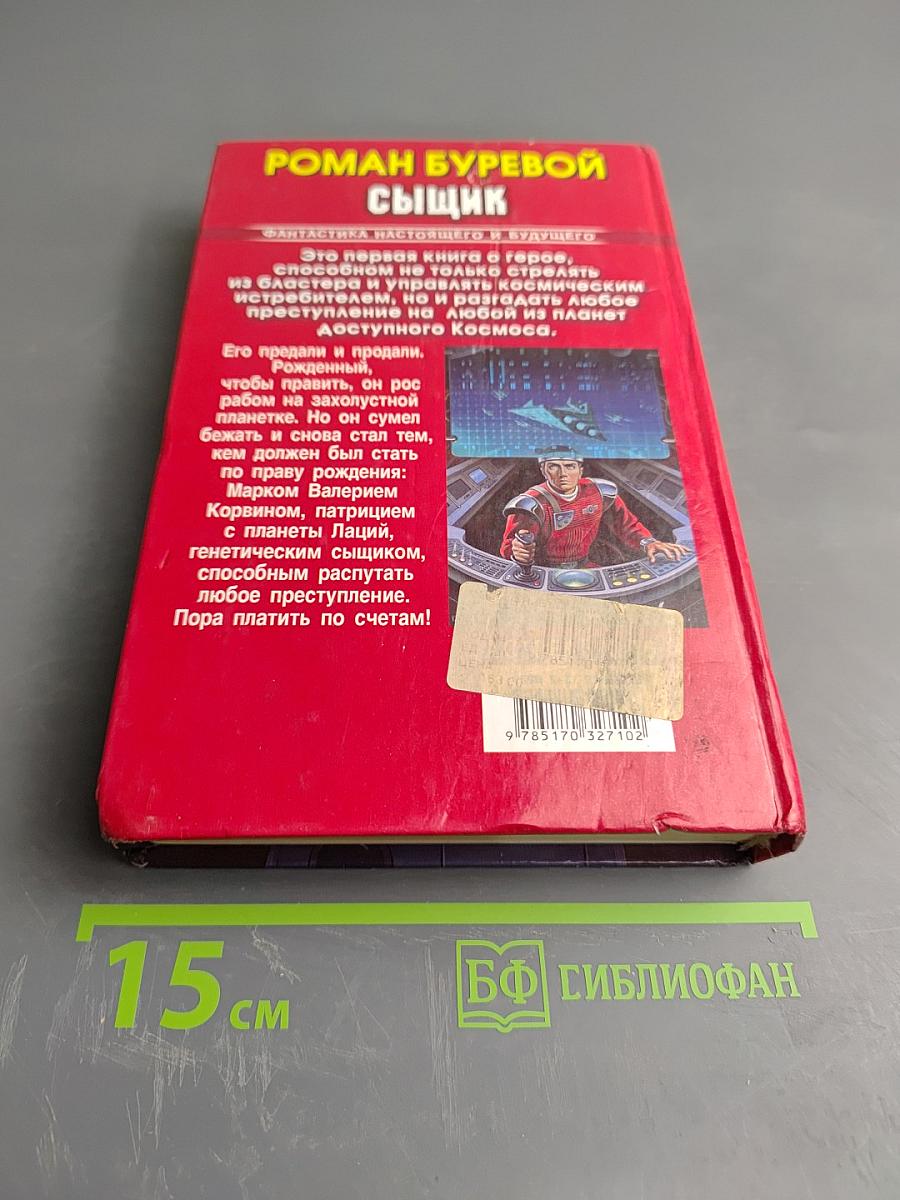 РОМАН БУРЕВОЙ
СЫЩИК
ФАНТАСТИКА НАСТОЯЩЕГО И БУДУЩЕГО
Это первая книга о герое,
способном не только стрелять
из бластера и управлять космическим
истребителем, но и разгадать любое
преступление на любой из планет
доступного Космоса.
Его предали и продали.
Рожденный,
чтобы править, он рос
рабом на захолустной
планетке. Но он сумел
бежать и снова стал тем,
кем должен был стать
по праву рождения:
Марком Валерием
Корвином, патрицием
с планеты Лаций,
генетическим сыщиком,
способным распутать
любое преступление.
Пора платить по счетам!
9 785170 327102
15 см
БФ
БИБЛИОФАН